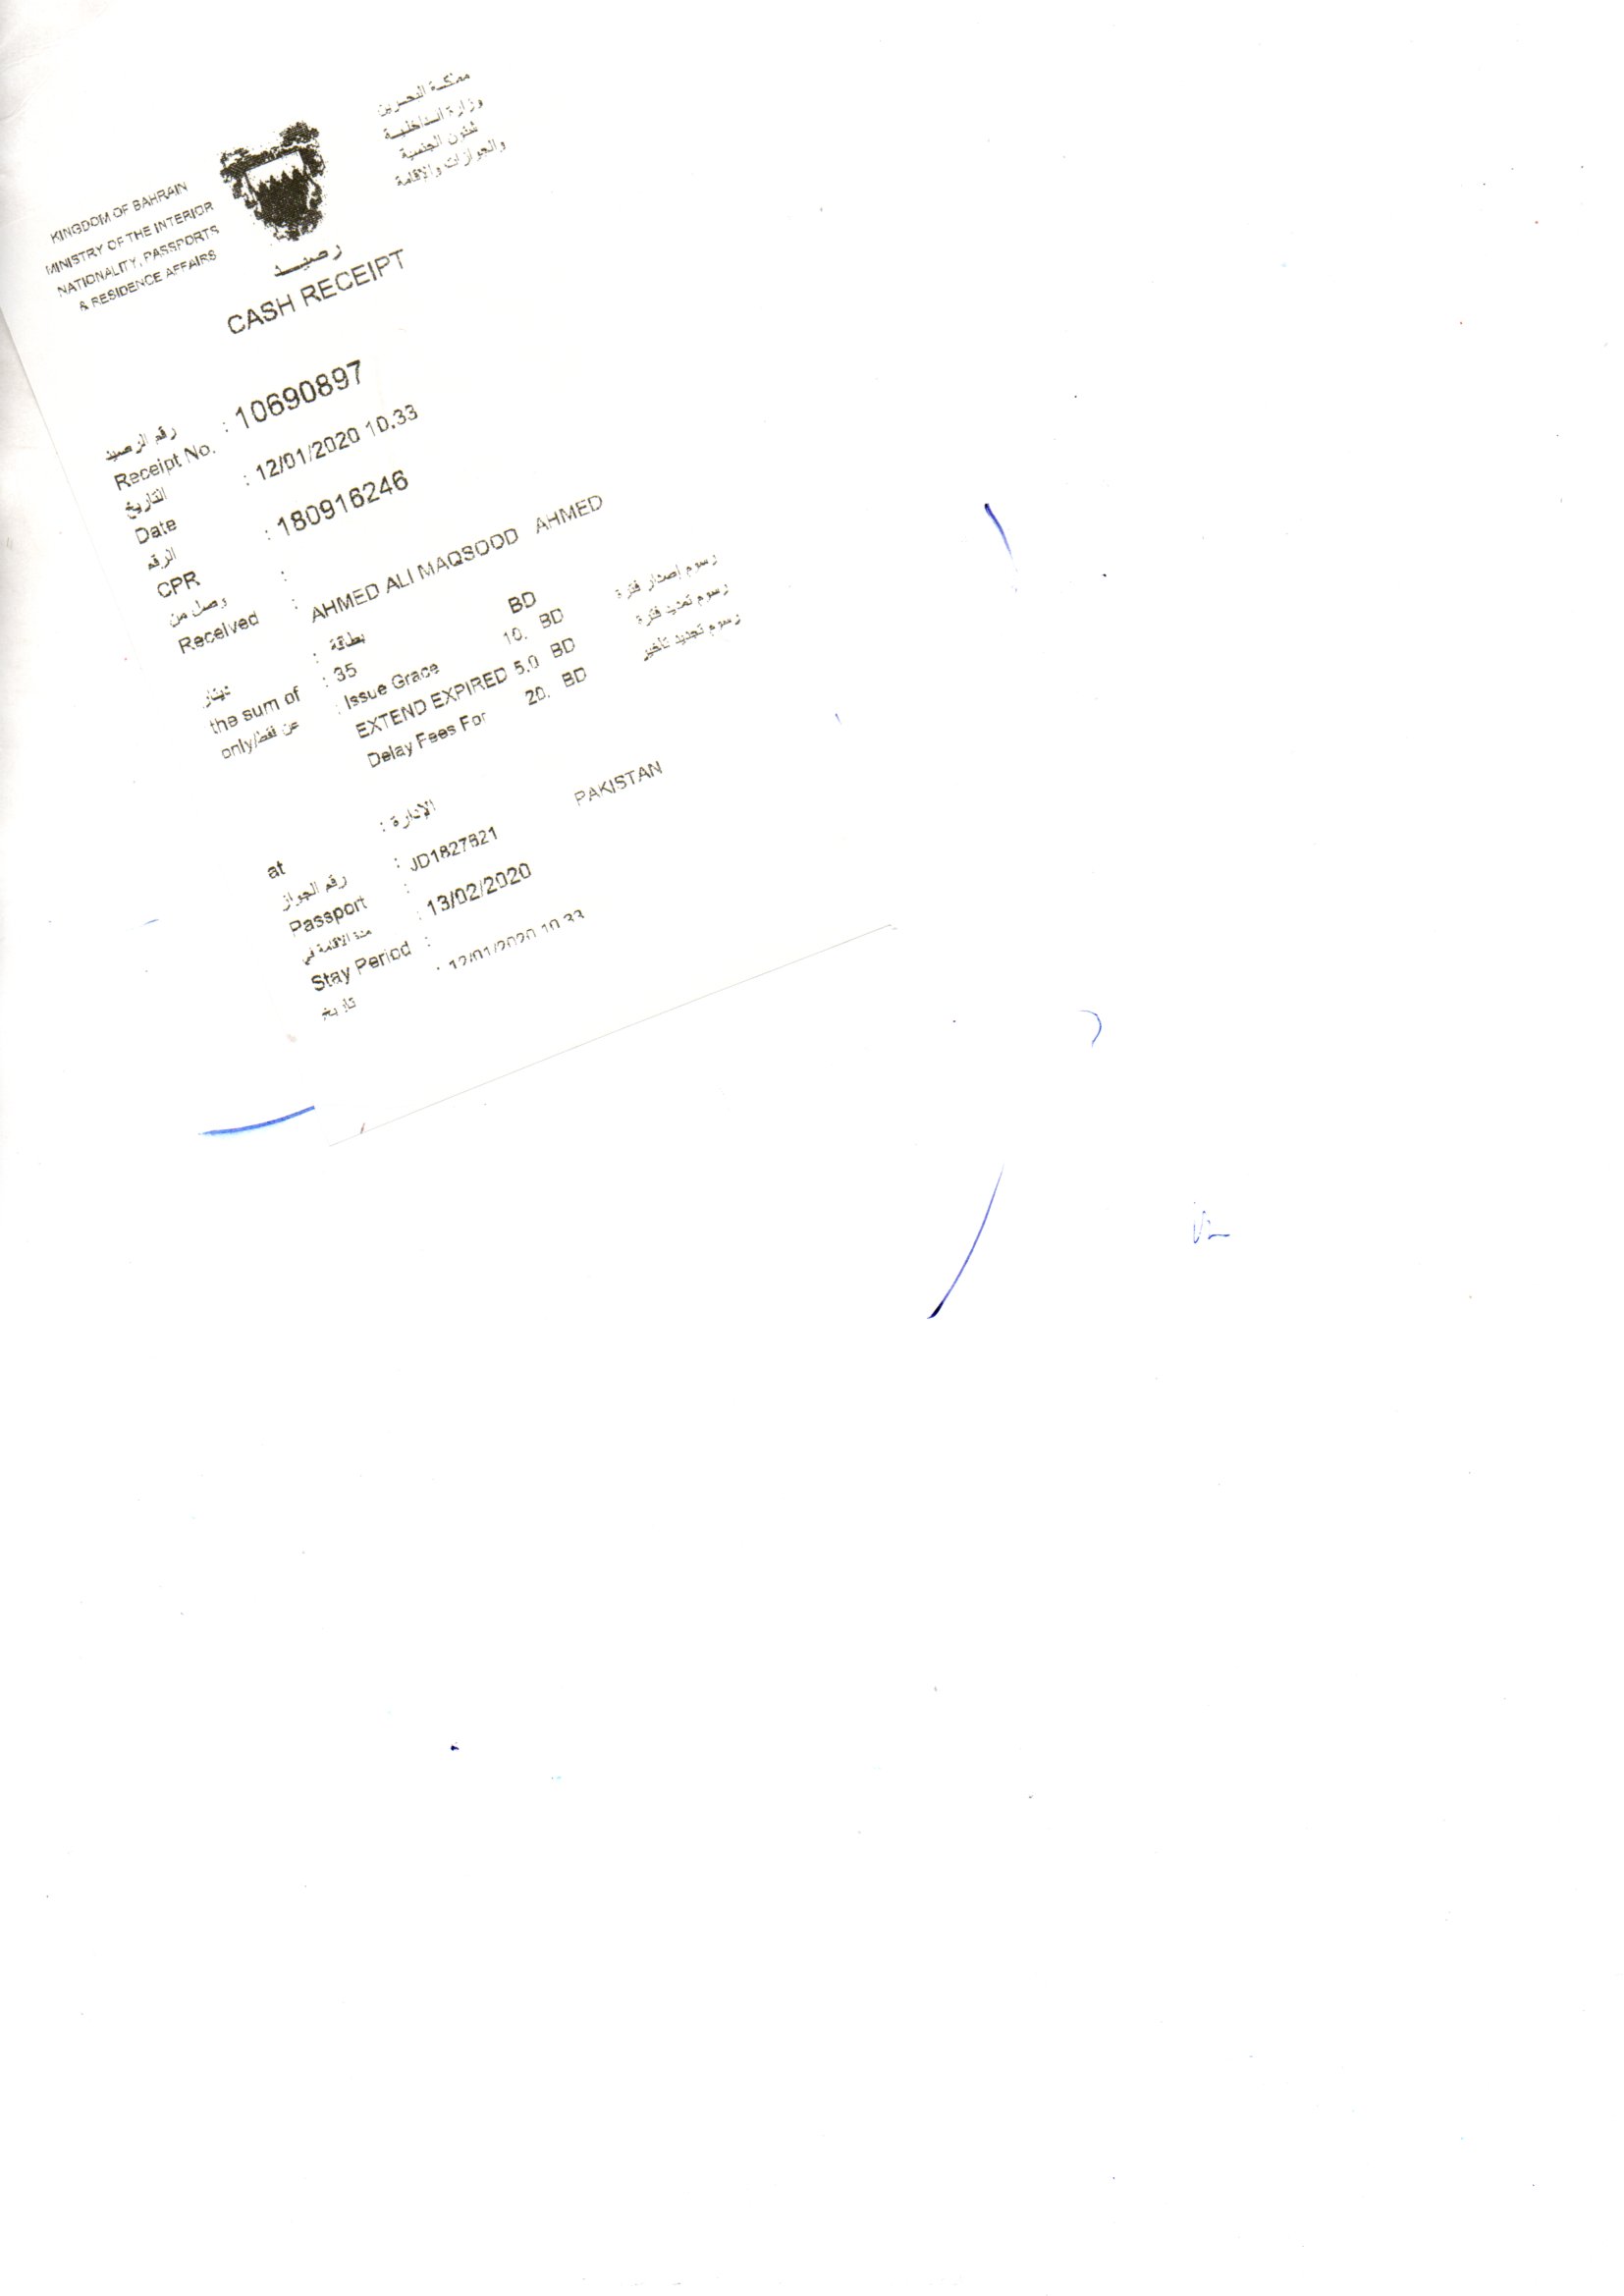 KINGDOM OF BAHRAIN
MINISTRY OF THE INTERIOR
NATIONALITY, PASSPORTS
& RESIDENCE AFFAIRS
مملكة البحرين
وزارة الداخلية
شئون الجنسية
والجوازات والاقامة
رصيد
CASH RECEIPT
رقم الرصيد
Receipt No. : 10690897
التاريخ
Date : 12/01/2020 10.33
الرقم
CPR : 180916246
وصل من :
Received : AHMED ALI MAQSOOD AHMED
دينار : بطاقة BD
the sum of : 35
only/عن فقط : Issue Grace 10. BD رسوم إصدار فترة
EXTEND EXPIRED 5.0 BD رسوم تمديد فترة
Delay Fees For 20. BD رسوم تجديد تأخير
at : الإدارة
رقم الجواز
Passport : JD1827821 PAKISTAN
مدة الاقامة في :
Stay Period : 13/02/2020
تاريخ : 12/01/2020 10.33